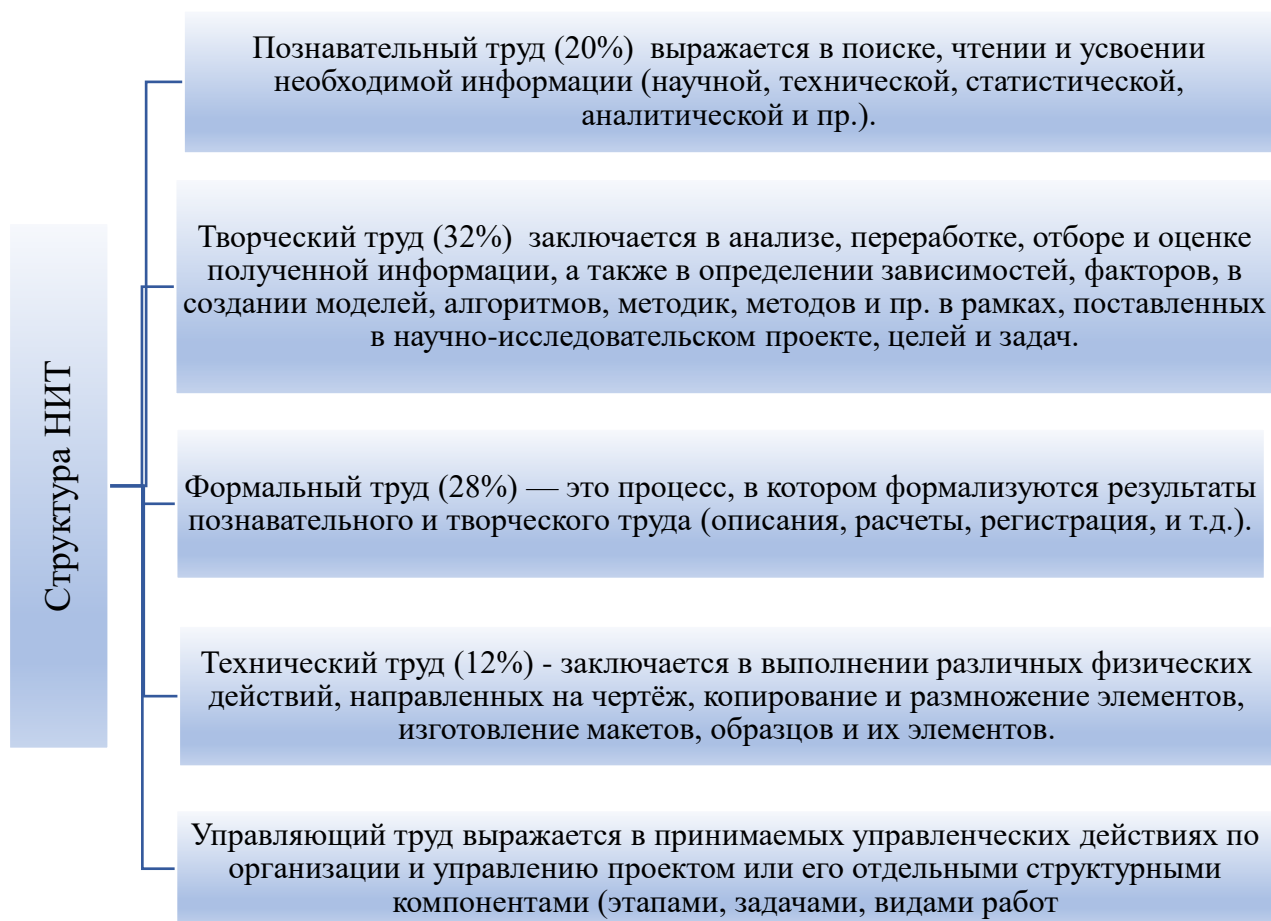 Структура НИТ
Познавательный труд (20%) выражается в поиске, чтении и усвоении
необходимой информации (научной, технической, статистической,
аналитической и пр.).
Творческий труд (32%) заключается в анализе, переработке, отборе и оценке
полученной информации, а также в определении зависимостей, факторов, в
создании моделей, алгоритмов, методик, методов и пр. в рамках, поставленных
в научно-исследовательском проекте, целей и задач.
Формальный труд (28%) — это процесс, в котором формализуются результаты
познавательного и творческого труда (описания, расчеты, регистрация, и т.д.).
Технический труд (12%) - заключается в выполнении различных физических
действий, направленных на чертёж, копирование и размножение элементов,
изготовление макетов, образцов и их элементов.
Управляющий труд выражается в принимаемых управленческих действиях по
организации и управлению проектом или его отдельными структурными
компонентами (этапами, задачами, видами работ